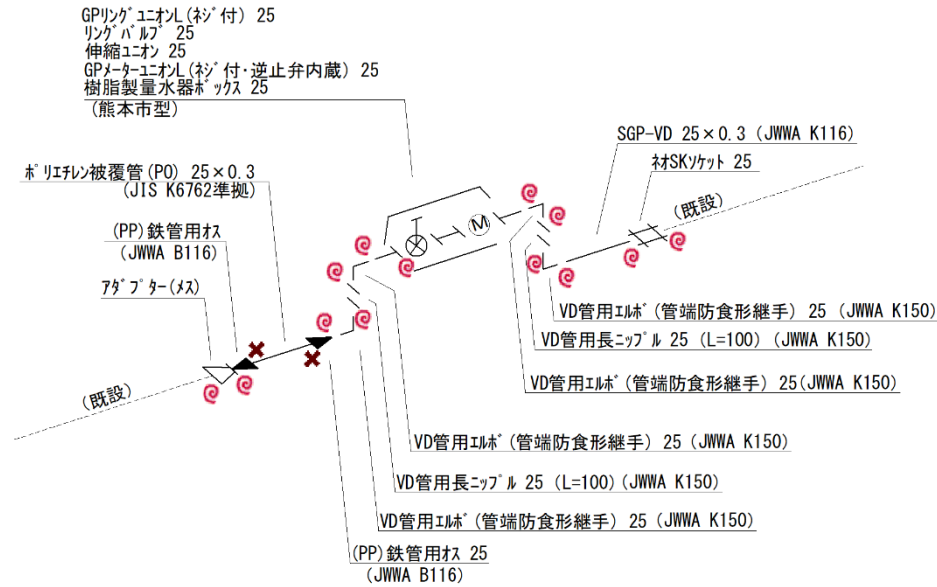 GPリングユニオンL(ネジ付) 25
リングバルブ 25
伸縮ユニオン 25
GPメーターユニオンL(ネジ付・逆止弁内蔵) 25
樹脂製量水器ボックス 25
(熊本市型)
SGP-VD 25×0.3 (JWWA K116)
ネオSKソケット 25
(既設)
ポリエチレン被覆管(PO) 25×0.3
(JIS K6762準拠)
(PP)鉄管用オス
(JWWA B116)
アダプター(メス)
M
VD管用エルボ(管端防食形継手) 25 (JWWA K150)
VD管用長ニップル 25 (L=100) (JWWA K150)
VD管用エルボ(管端防食形継手) 25(JWWA K150)
(既設)
VD管用エルボ(管端防食形継手) 25 (JWWA K150)
VD管用長ニップル 25 (L=100)(JWWA K150)
VD管用エルボ(管端防食形継手) 25 (JWWA K150)
(PP)鉄管用オス 25
(JWWA B116)